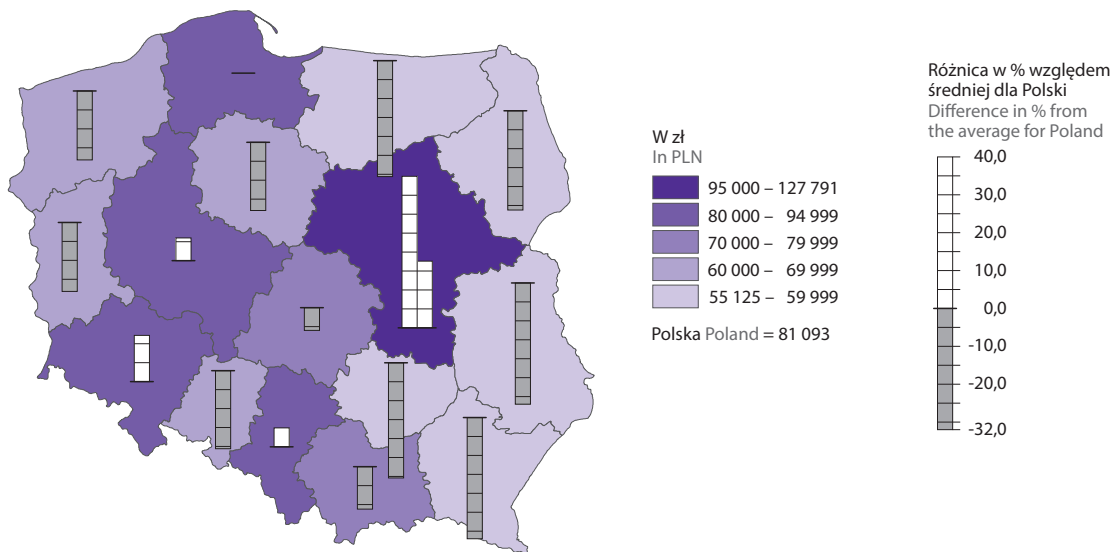 W zł
In PLN
95 000 – 127 791
80 000 – 94 999
70 000 – 79 999
60 000 – 69 999
55 125 – 59 999
Polska Poland = 81 093
Różnica w % względem
średniej dla Polski
Difference in % from
the average for Poland
40,0
30,0
20,0
10,0
0,0
-10,0
-20,0
-32,0